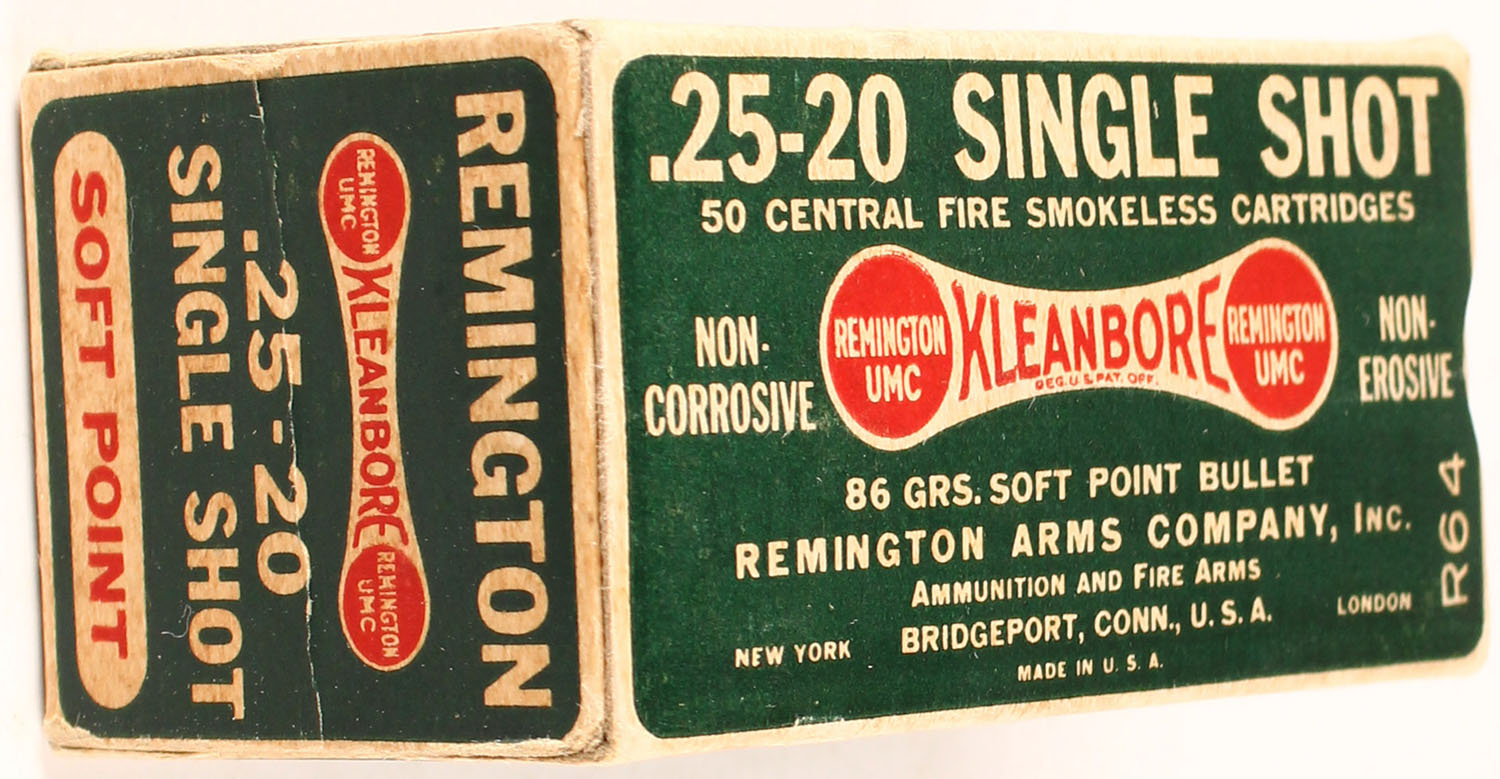 REMINGTON
REMINGTON
UMC
KLEANBORE
REMINGTON
UMC
.25-20
SINGLE SHOT
SOFT POINT
.25-20 SINGLE SHOT
50 CENTRAL FIRE SMOKELESS CARTRIDGES
NON-
CORROSIVE
REMINGTON
UMC
KLEANBORE
REG. U.S. PAT. OFF.
REMINGTON
UMC
NON-
EROSIVE
86 GRS. SOFT POINT BULLET
REMINGTON ARMS COMPANY, INC.
AMMUNITION AND FIRE ARMS
BRIDGEPORT, CONN., U. S. A.
NEW YORK
LONDON
MADE IN U. S. A.
R64